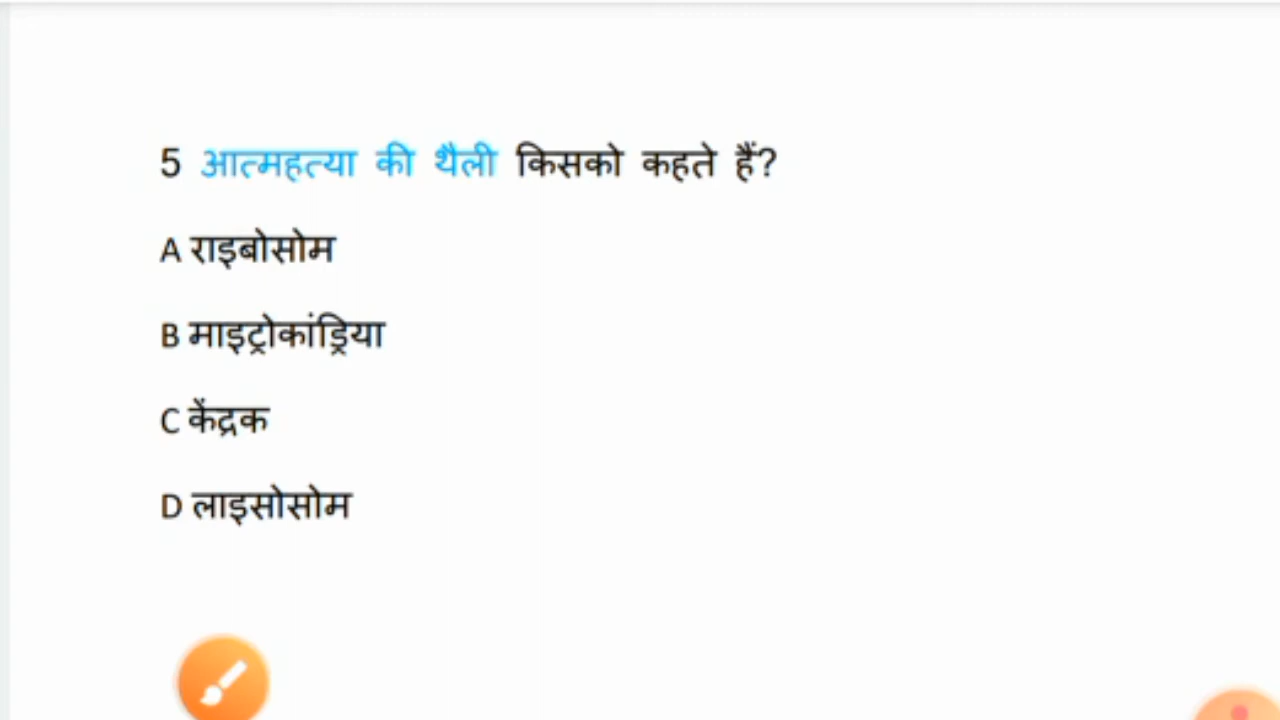 5 आत्महत्या की थैली किसको कहते हैं?
A राइबोसोम
B माइट्रोकांड्रिया
C केंद्रक
D लाइसोसोम